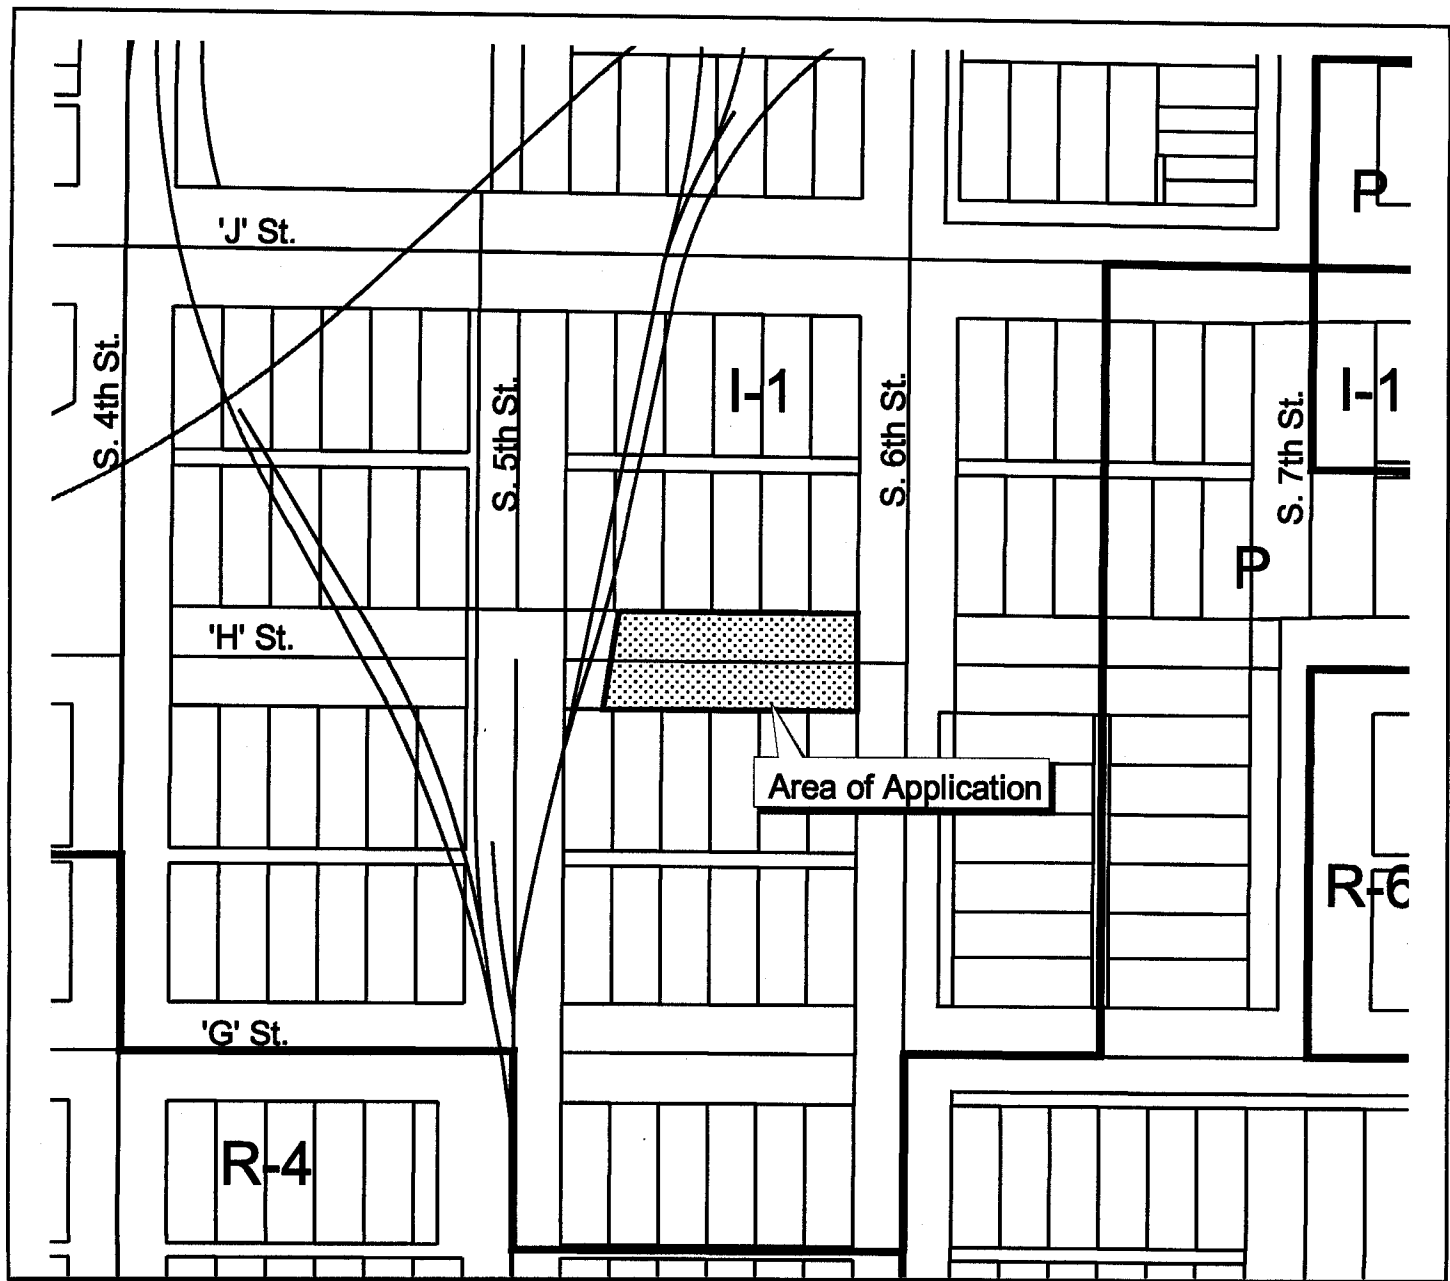 P
'J' St.
S. 4th St.
S. 5th St.
I-1
S. 6th St.
S. 7th St.
I-1
P
'H' St.
Area of Application
R-6
'G' St.
R-4